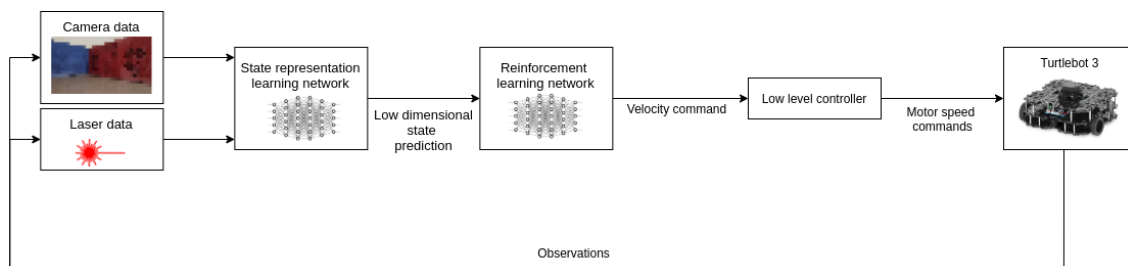 Camera data
Laser data
State representation
learning network
Low dimensional
state
prediction
Reinforcement
learning network
Velocity command
Low level controller
Motor speed
commands
Turtlebot 3
Observations